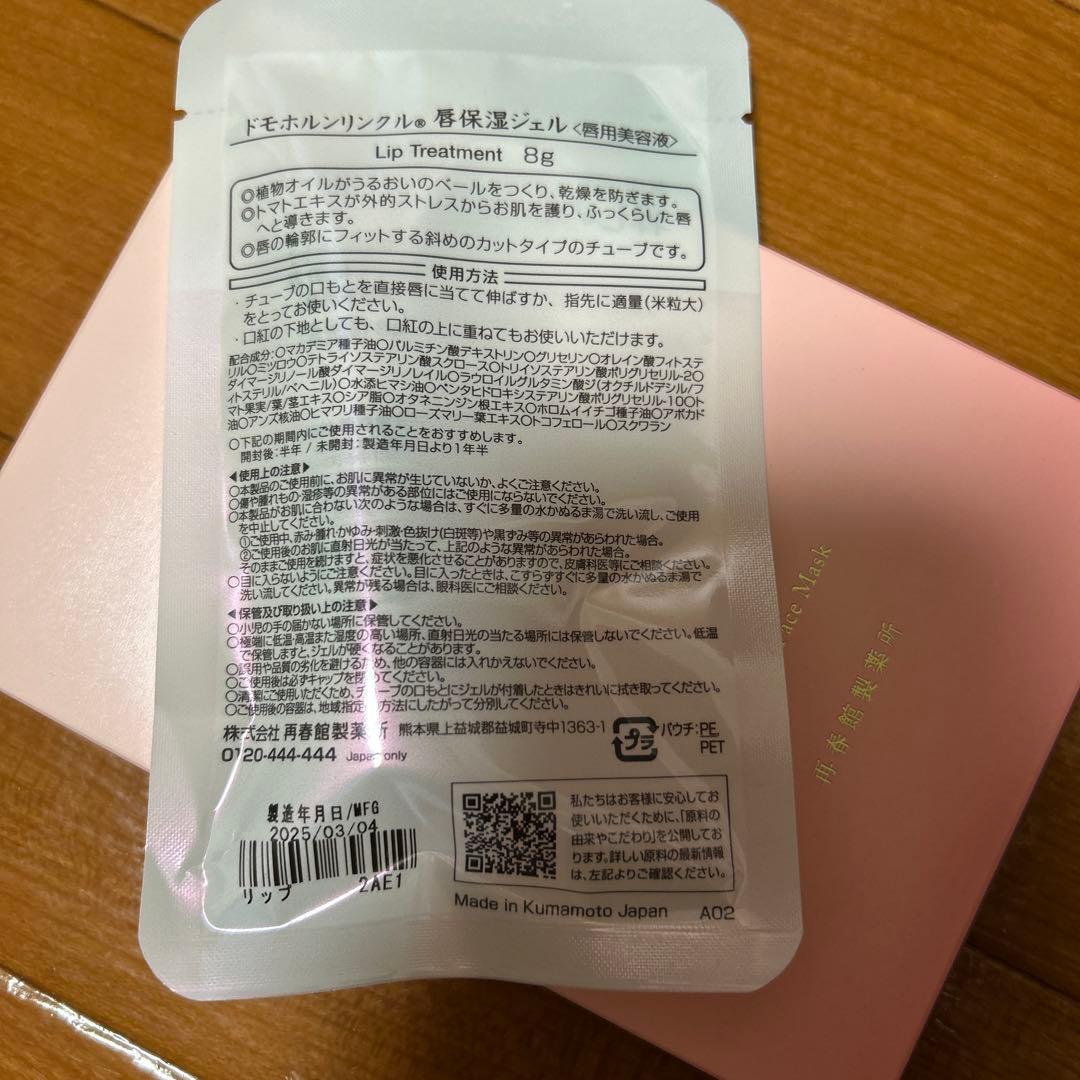 ドモホルンリンクル® 唇保湿ジェル〈唇用美容液〉
Lip Treatment 8g
◎植物オイルがうるおいのベールをつくり、乾燥を防ぎます。
◎トマトエキスが外的ストレスからお肌を護り、ふっくらした唇
へと導きます。
◎唇の輪郭にフィットする斜めのカットタイプのチューブです。
使用方法
・チューブの口もとを直接唇に当てて伸ばすか、指先に適量(米粒大)
をとってお使いください。
・口紅の下地としても、口紅の上に重ねてもお使いいただけます。
配合成分:○マカデミア種子油○パルミチン酸デキストリン○グリセリン○オレイン酸フィトステ
リル○ミツロウ○テトライソステアリン酸スクロース○トリイソステアリン酸ポリグリセリル-2○
ダイマージリノール酸ダイマージリノレイル○ラウロイルグルタミン酸ジ(オクチルドデシル/フ
ィトステリル/ベヘニル)○水添ヒマシ油○ペンタヒドロキシステアリン酸ポリグリセリル-10○ト
マト果実/葉/茎エキス○シア脂○オタネニンジン根エキス○ホロムイイチゴ種子油○アボカド
油○アンズ核油○ヒマワリ種子油○ローズマリー葉エキス○トコフェロール○スクワラン
○下記の期間内にご使用されることをおすすめします。
開封後:半年 / 未開封:製造年月日より1年半
◀使用上の注意▶
○本製品のご使用前に、お肌に異常が生じていないか、よくご注意ください。
○傷や腫れもの・湿疹等の異常がある部位にはご使用にならないでください。
○本製品がお肌に合わない次のような場合は、すぐに多量の水かぬるま湯で洗い流し、ご使用
を中止してください。
①ご使用中、赤み・腫れ・かゆみ・刺激・色抜け(白斑等)や黒ずみ等の異常があらわれた場合。
②ご使用後のお肌に直射日光が当たって、上記のような異常があらわれた場合。
そのままご使用を続けますと、症状を悪化させることがありますので、皮膚科医等にご相談ください。
○目に入らないようにご注意ください。目に入ったときは、こすらずすぐに多量の水かぬるま湯で
洗い流してください。異常が残る場合は、眼科医にご相談ください。
◀保管及び取り扱い上の注意▶
○小児の手の届かない場所に保管してください。
○極端に低温・高温また湿度の高い場所、直射日光の当たる場所には保管しないでください。低温
で保管しますと、ジェルが硬くなることがあります。
○誤用や品質の劣化を避けるため、他の容器には入れかえないでください。
○ご使用後は必ずキャップを閉めてください。
○清潔にご使用いただくため、チューブの口もとにジェルが付着したときはきれいに拭き取ってください。
○ご使用後の容器は、地域指定の方法にしたがって分別してください。
株式会社 再春館製薬所 熊本県上益城郡益城町寺中1363-1
0120-444-444 Japan only
プラ
パウチ:PE,
PET
製造年月日/MFG
2025/03/04
リップ 2AE1
私たちはお客様に安心してお
使いいただくために、「原料の
由来やこだわり」を公開してお
ります。詳しい原料の最新情報
は、左記よりご確認ください。
Made in Kumamoto Japan A02
Face Mask
再春館製薬所